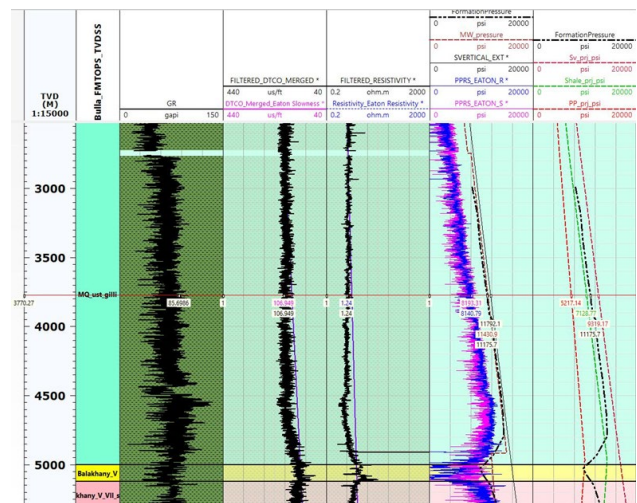 FormationPressure
0 psi 20000
MW_pressure
0 psi 20000
SVERTICAL_EXT *
0 psi 20000
PPRS_EATON_R *
0 psi 20000
PPRS_EATON_S *
0 psi 20000
FormationPressure
0 psi 20000
Sv_prj_psi
0 psi 20000
Shale_prj_psi
0 psi 20000
PP_prj_psi
0 psi 20000
TVD
(M)
1:15000
Bulla_FMTOPS_TVDSS
GR
0 gapi 150
FILTERED_DTCO_MERGED *
440 us/ft 40
DTCO_Merged_Eaton Slowness *
440 us/ft 40
FILTERED_RESISTIVITY *
0.2 ohm.m 2000
Resistivity_Eaton Resistivity *
0.2 ohm.m 2000
3000
3500
MQ_ust_gilli
3770.27
85.6986
1
106.949
106.949
1
1.24
1.24
1
8193.31
8140.79
11792.1
11430.9
11175.7
5217.14
9319.17
11175.7
4000
4500
5000
Balakhany_V
khany_V_VII_s